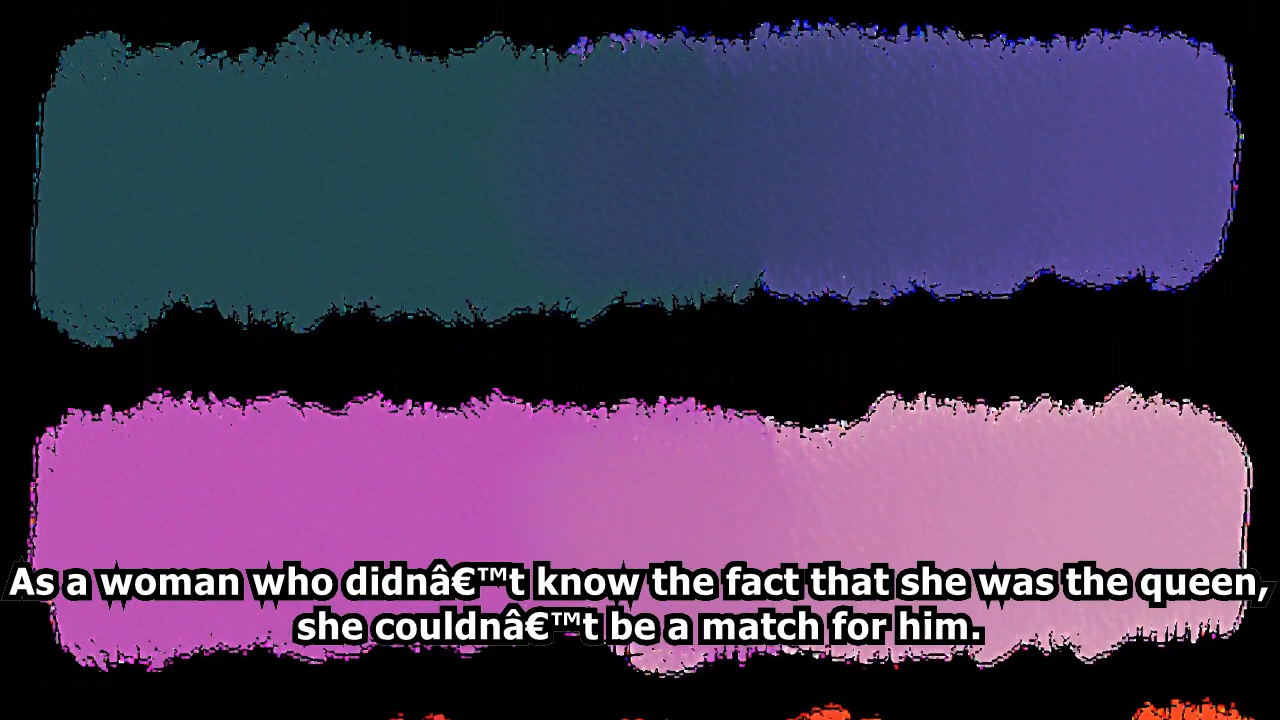 As a woman who didnâ€™t know the fact that she was the queen,
she couldnâ€™t be a match for him.